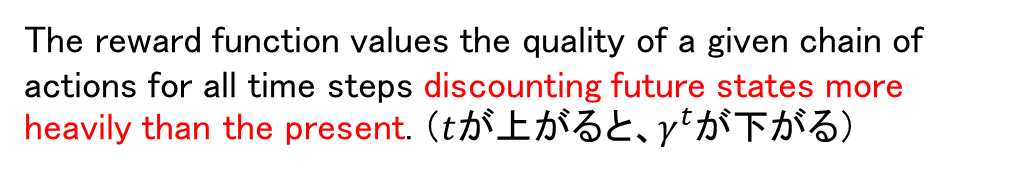 The reward function values the quality of a given chain of
actions for all time steps discounting future states more
heavily than the present. (𝑡が上がると、𝛾ᵗが下がる)